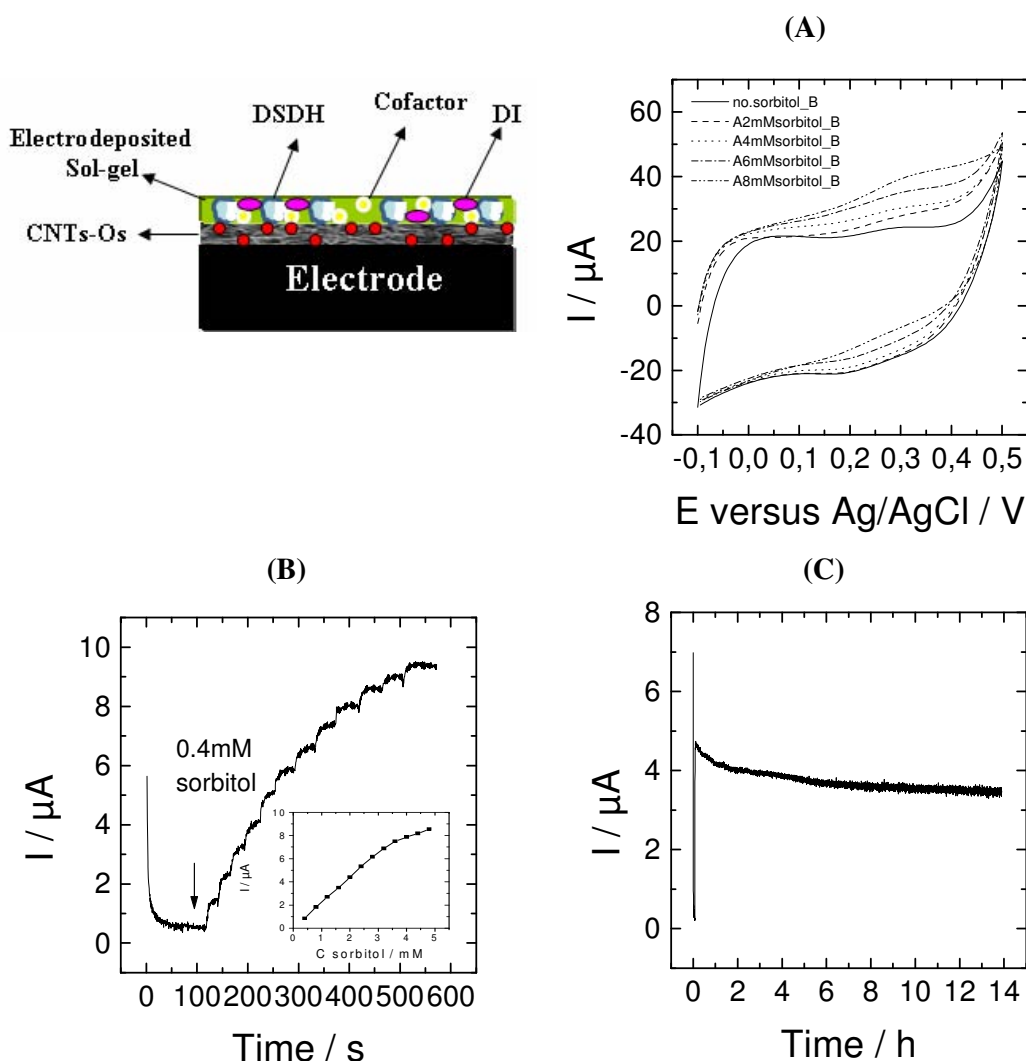 (A)
Electrodeposited
Sol-gel
DSDH
Cofactor
DI
CNTs-Os
Electrode
no.sorbitol_B
A2mMsorbitol_B
A4mMsorbitol_B
A6mMsorbitol_B
A8mMsorbitol_B
60
40
20
0
-20
-40
I / µA
-0,1 0,0 0,1 0,2 0,3 0,4 0,5
E versus Ag/AgCl / V
(B)
10
8
6
4
2
0
I / µA
0.4mM
sorbitol
10
8
6
4
2
0
I / µA
0 1 2 3 4 5
C sorbitol / mM
0 100 200 300 400 500 600
Time / s
(C)
8
6
4
2
0
I / µA
0 2 4 6 8 10 12 14
Time / h